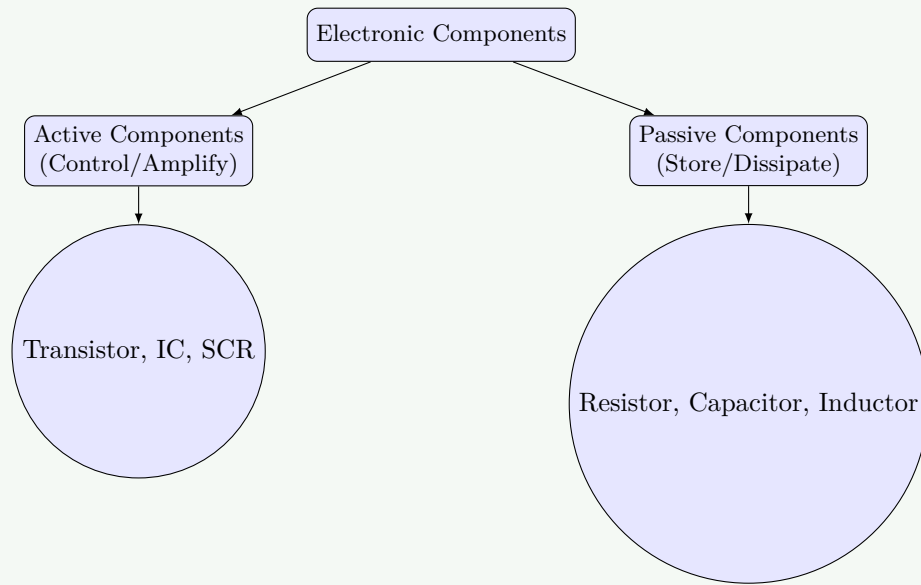 Electronic Components
Active Components
(Control/Amplify)
Passive Components
(Store/Dissipate)
Transistor, IC, SCR
Resistor, Capacitor, Inductor